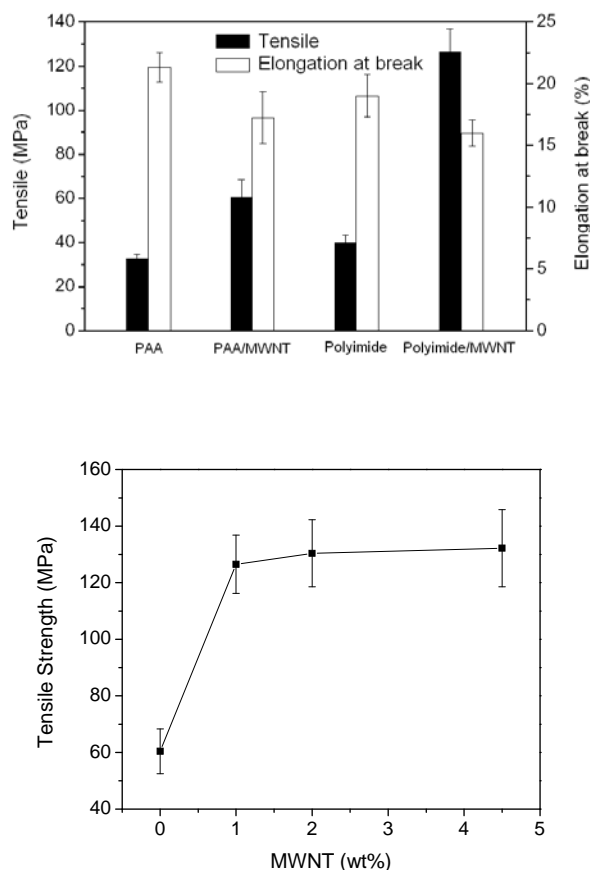 140
120
100
80
60
40
20
0
Tensile (MPa)
Tensile
Elongation at break
25
20
15
10
5
0
Elongation at break (%)
PAA
PAA/MWNT
Polyimide
Polyimide/MWNT
160
140
120
100
80
60
40
Tensile Strength (MPa)
0
1
2
3
4
5
MWNT (wt%)